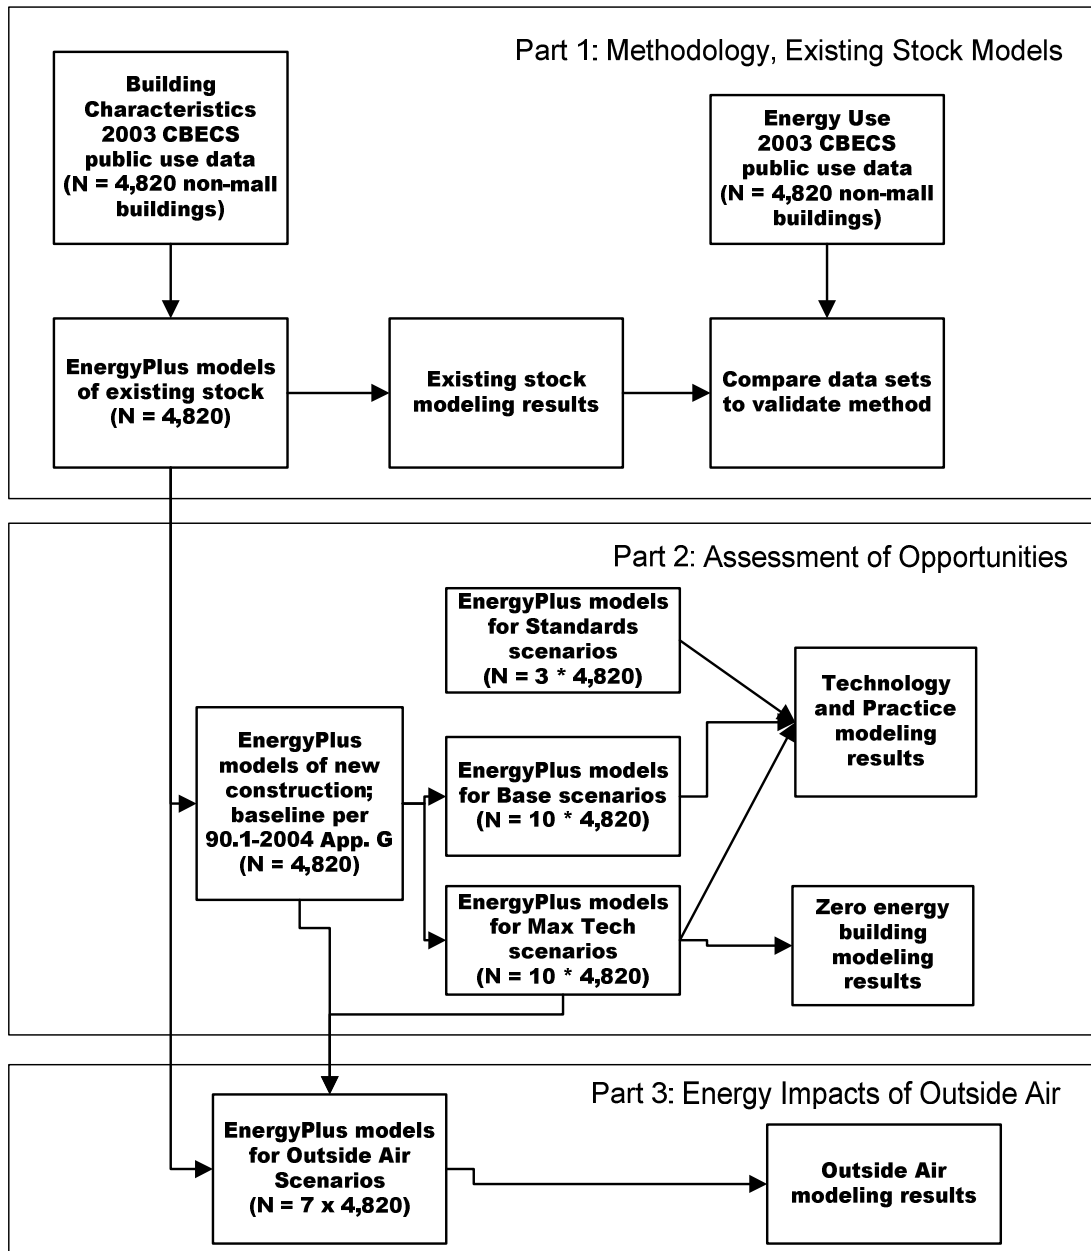 Part 1: Methodology, Existing Stock Models
Building
Characteristics
2003 CBECS
public use data
(N = 4,820 non-mall
buildings)
Energy Use
2003 CBECS
public use data
(N = 4,820 non-mall
buildings)
EnergyPlus models
of existing stock
(N = 4,820)
Existing stock
modeling results
Compare data sets
to validate method
Part 2: Assessment of Opportunities
EnergyPlus models
for Standards
scenarios
(N = 3 * 4,820)
Technology
and Practice
modeling
results
EnergyPlus
models of new
construction;
baseline per
90.1-2004 App. G
(N = 4,820)
EnergyPlus models
for Base scenarios
(N = 10 * 4,820)
EnergyPlus models
for Max Tech
scenarios
(N = 10 * 4,820)
Zero energy
building
modeling
results
Part 3: Energy Impacts of Outside Air
EnergyPlus models
for Outside Air
Scenarios
(N = 7 x 4,820)
Outside Air
modeling results